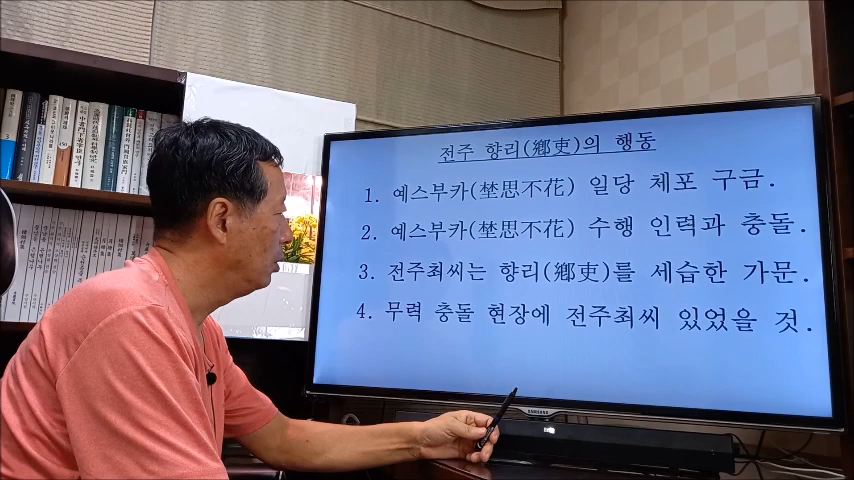 전주 향리(鄕吏)의 행동
1. 예스부카(埜思不花) 일당 체포 구금.
2. 예스부카(埜思不花) 수행 인력과 충돌.
3. 전주최씨는 향리(鄕吏)를 세습한 가문.
4. 무력 충돌 현장에 전주최씨 있었을 것.
SAMSUNG